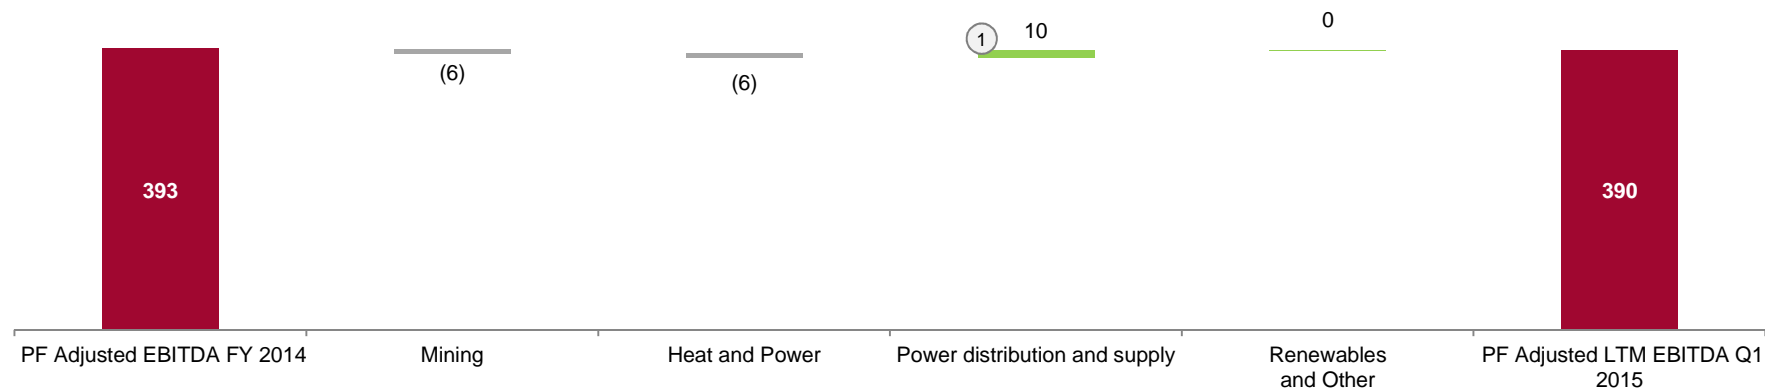 0
1
10
(6)
(6)
393
390
PF Adjusted EBITDA FY 2014
Mining
Heat and Power
Power distribution and supply
Renewables
and Other
PF Adjusted LTM EBITDA Q1
2015